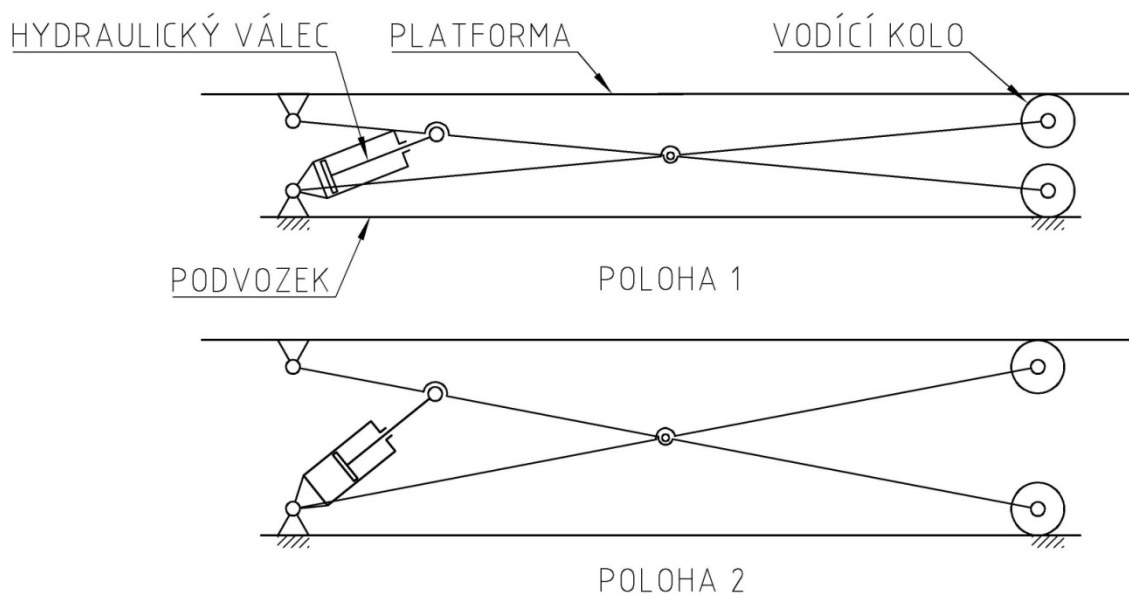 HYDRAULICKÝ VÁLEC
PLATFORMA
VODÍCÍ KOLO
PODVOZEK
POLOHA 1
POLOHA 2